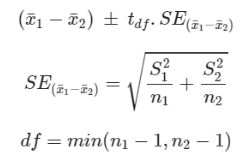 (x̄₁ − x̄₂) ± t_df . SE_(x̄₁−x̄₂)
SE_(x̄₁−x̄₂) = √(S₁²/n₁ + S₂²/n₂)
df = min(n₁ − 1, n₂ − 1)